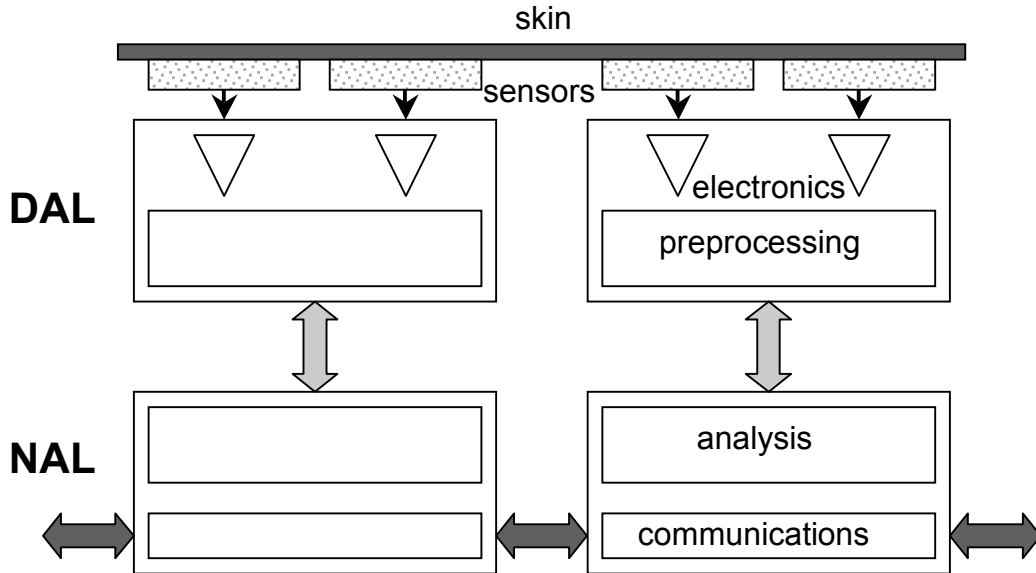 skin
sensors
DAL
electronics
preprocessing
NAL
analysis
communications